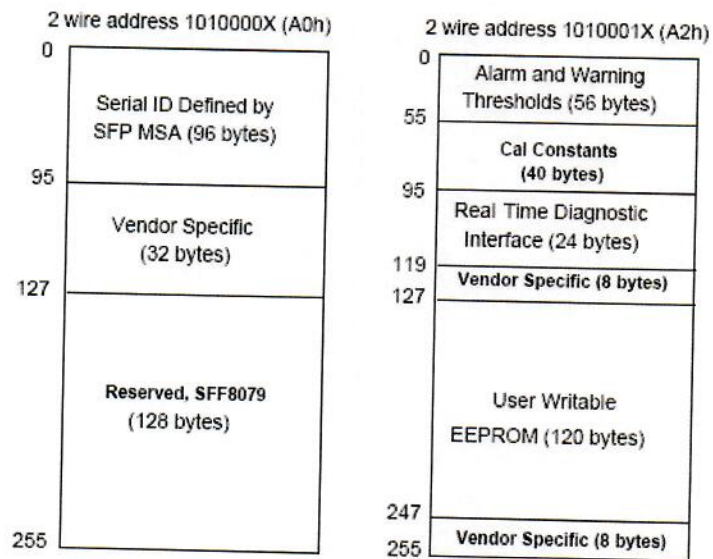 2 wire address 1010000X (A0h)
0
Serial ID Defined by
SFP MSA (96 bytes)
95
Vendor Specific
(32 bytes)
127
Reserved, SFF8079
(128 bytes)
255
2 wire address 1010001X (A2h)
0
Alarm and Warning
Thresholds (56 bytes)
55
Cal Constants
(40 bytes)
95
Real Time Diagnostic
Interface (24 bytes)
119
Vendor Specific (8 bytes)
127
User Writable
EEPROM (120 bytes)
247
Vendor Specific (8 bytes)
255